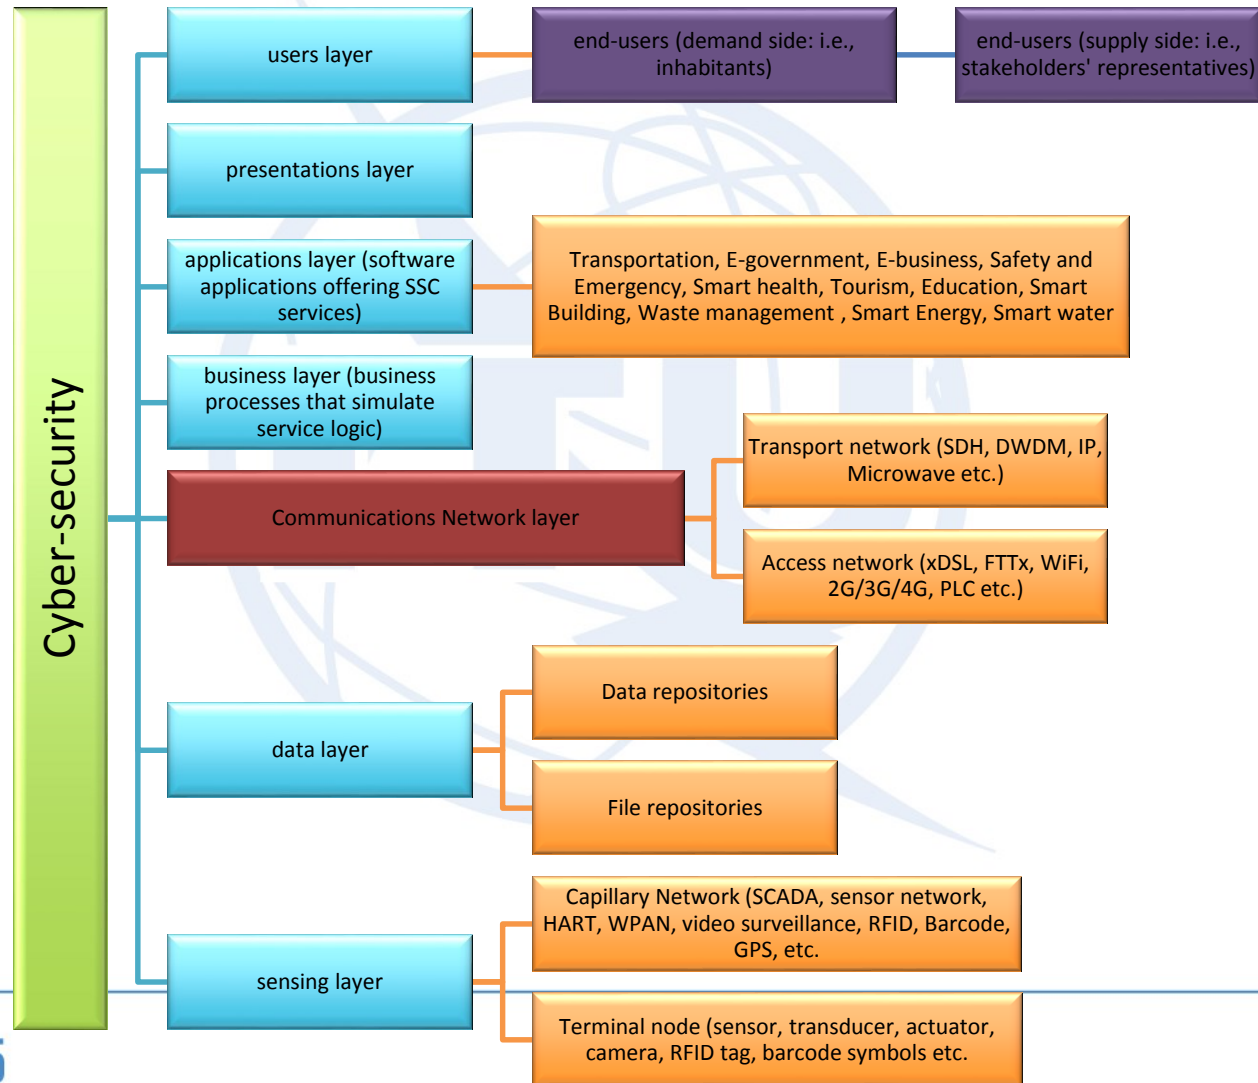 Cyber-security
users layer
end-users (demand side: i.e.,
inhabitants)
end-users (supply side: i.e.,
stakeholders' representatives)
presentations layer
applications layer (software
applications offering SSC
services)
Transportation, E-government, E-business, Safety and
Emergency, Smart health, Tourism, Education, Smart
Building, Waste management , Smart Energy, Smart water
business layer (business
processes that simulate
service logic)
Communications Network layer
Transport network (SDH, DWDM, IP,
Microwave etc.)
Access network (xDSL, FTTx, WiFi,
2G/3G/4G, PLC etc.)
data layer
Data repositories
File repositories
sensing layer
Capillary Network (SCADA, sensor network,
HART, WPAN, video surveillance, RFID, Barcode,
GPS, etc.
Terminal node (sensor, transducer, actuator,
camera, RFID tag, barcode symbols etc.
ITU